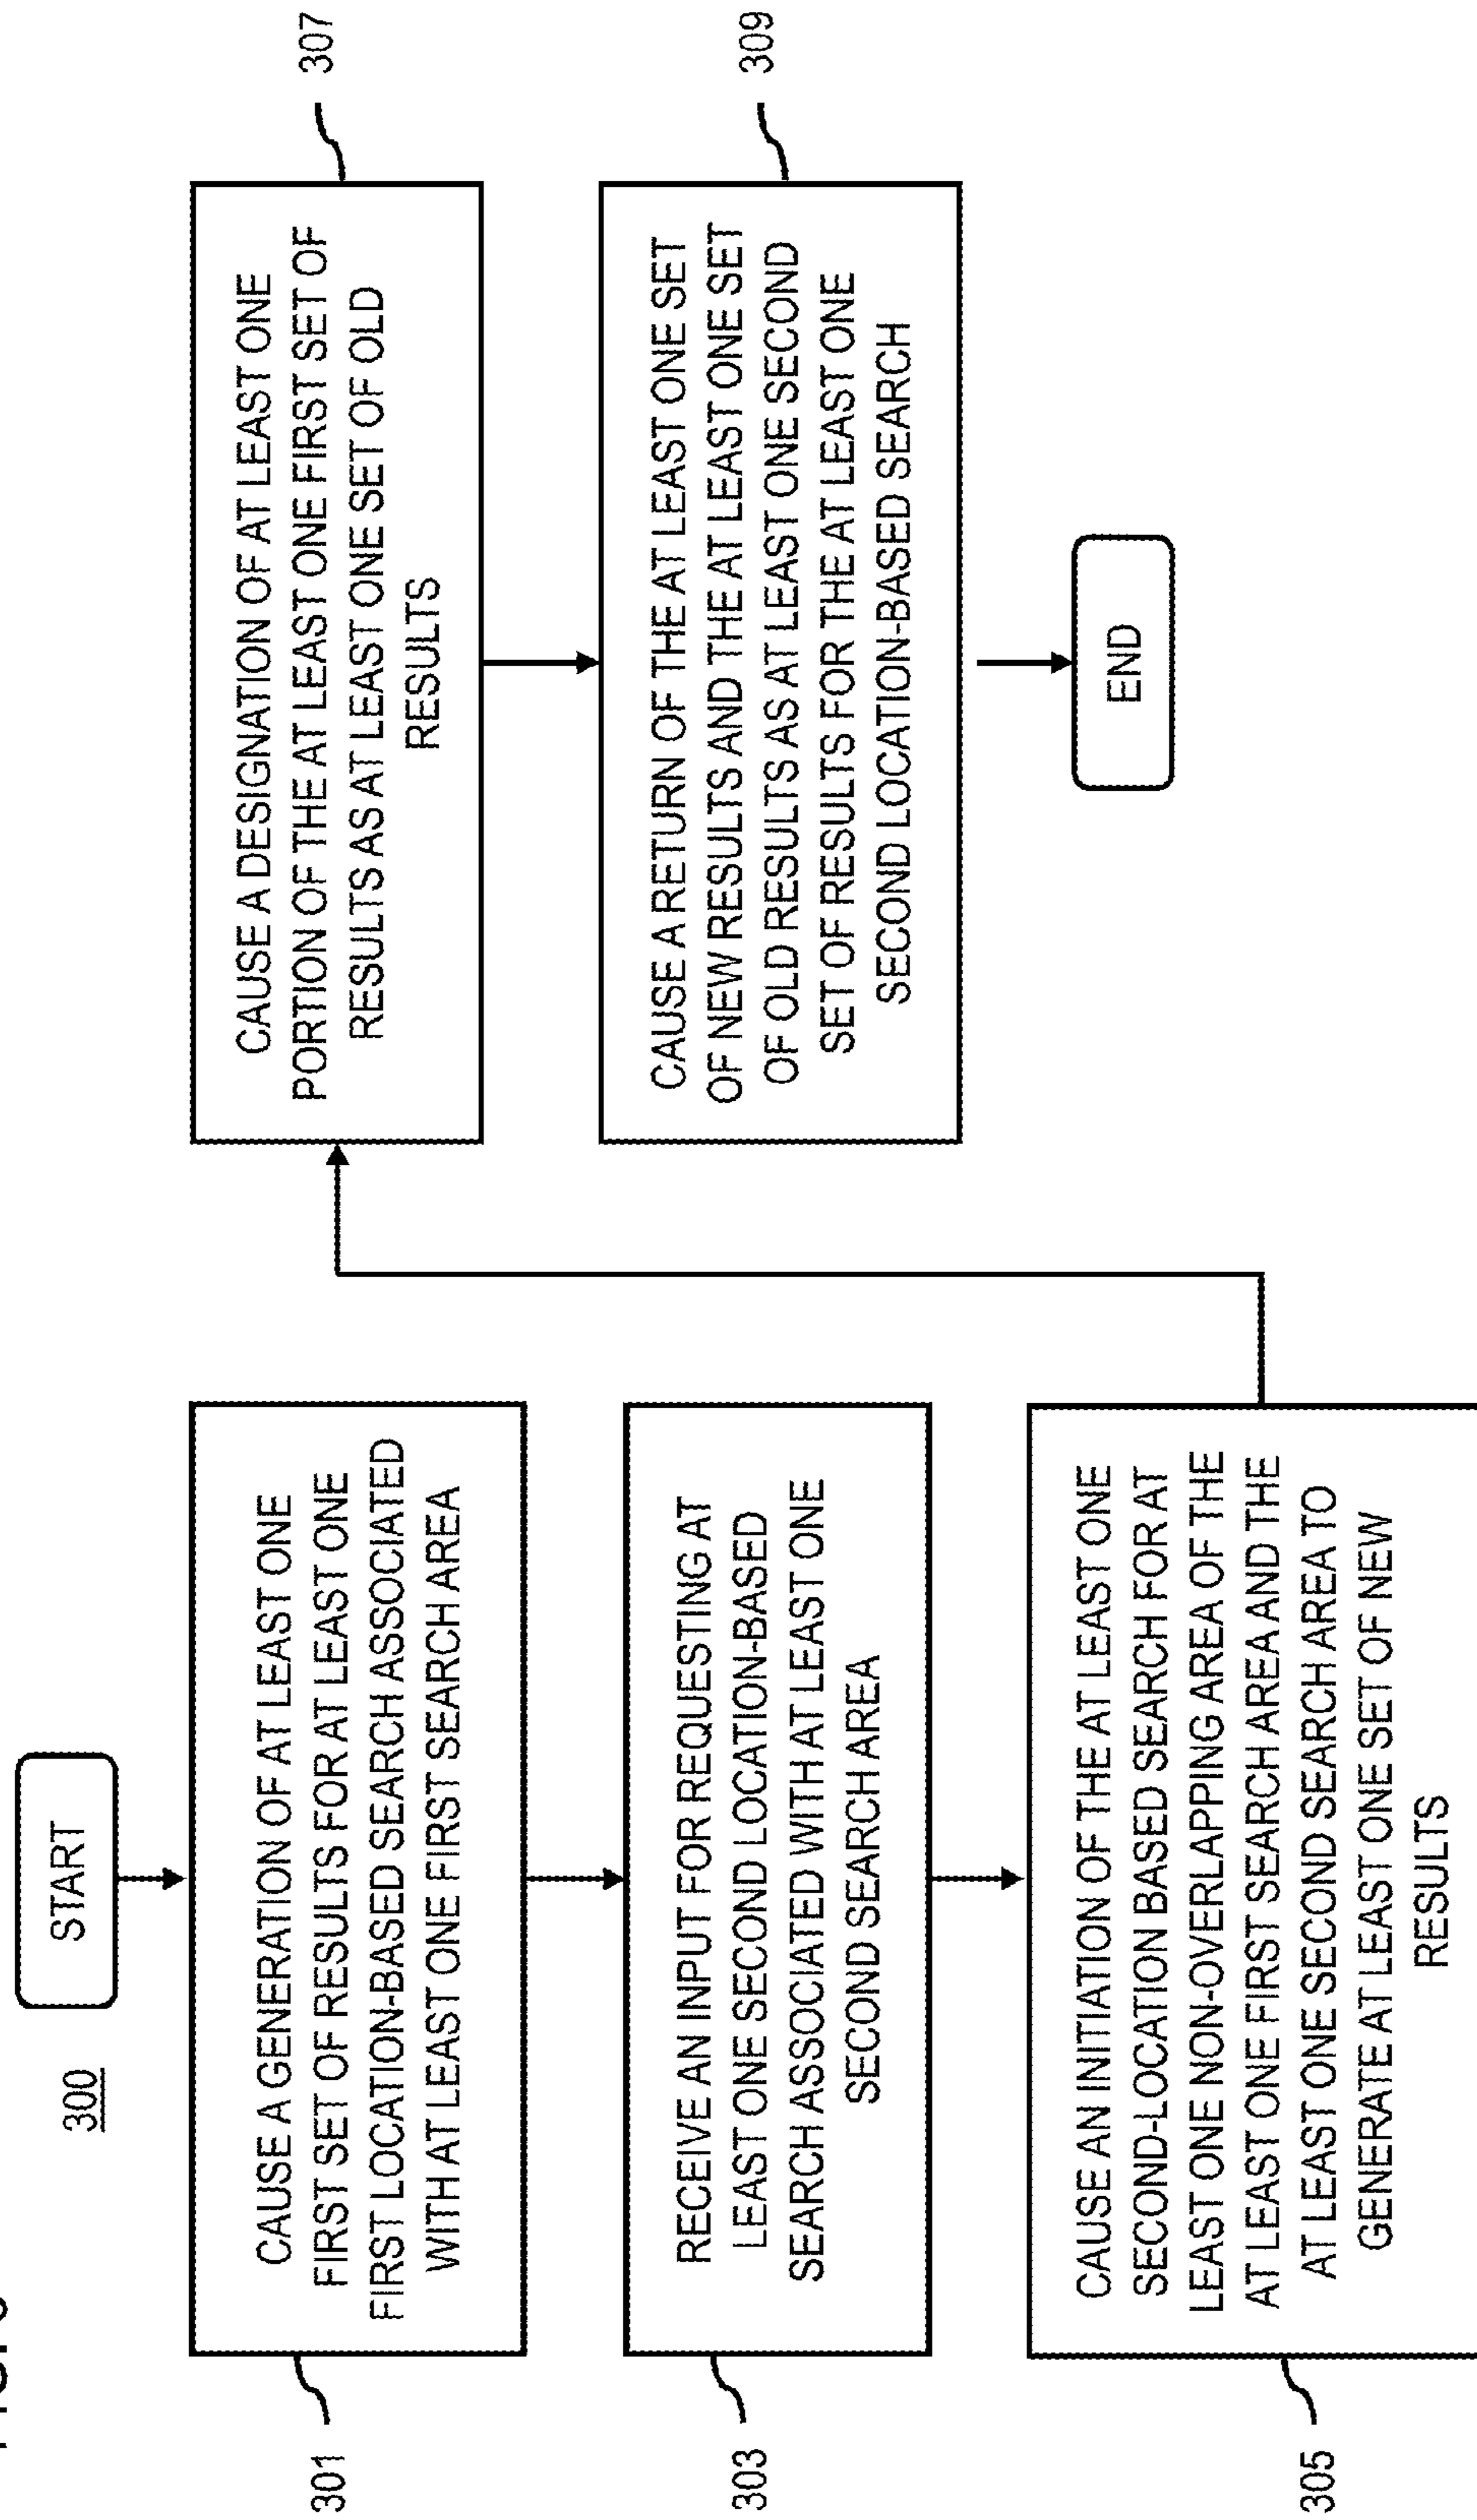 300
START
301
CAUSE A GENERATION OF AT LEAST ONE
FIRST SET OF RESULTS FOR AT LEAST ONE
FIRST LOCATION-BASED SEARCH ASSOCIATED
WITH AT LEAST ONE FIRST SEARCH AREA
303
RECEIVE AN INPUT FOR REQUESTING AT
LEAST ONE SECOND LOCATION-BASED
SEARCH ASSOCIATED WITH AT LEAST ONE
SECOND SEARCH AREA
305
CAUSE AN INITIATION OF THE AT LEAST ONE
SECOND-LOCATION BASED SEARCH FOR AT
LEAST ONE NON-OVERLAPPING AREA OF THE
AT LEAST ONE FIRST SEARCH AREA AND THE
AT LEAST ONE SECOND SEARCH AREA TO
GENERATE AT LEAST ONE SET OF NEW
RESULTS
307
CAUSE A DESIGNATION OF AT LEAST ONE
PORTION OF THE AT LEAST ONE FIRST SET OF
RESULTS AS AT LEAST ONE SET OF OLD
RESULTS
309
CAUSE A RETURN OF THE AT LEAST ONE SET
OF NEW RESULTS AND THE AT LEAST ONE SET
OF OLD RESULTS AS AT LEAST ONE SECOND
SET OF RESULTS FOR THE AT LEAST ONE
SECOND LOCATION-BASED SEARCH
END